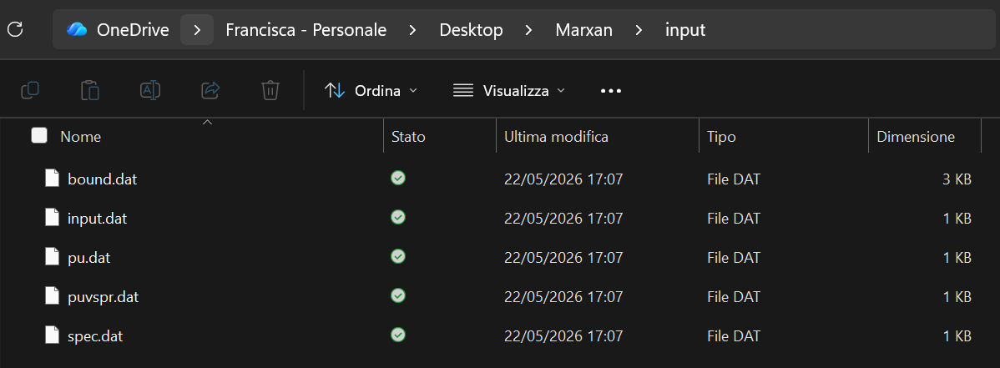 OneDrive > Francisca - Personale > Desktop > Marxan > input
Ordina Visualizza
Nome Stato Ultima modifica Tipo Dimensione
bound.dat 22/05/2026 17:07 File DAT 3 KB
input.dat 22/05/2026 17:07 File DAT 1 KB
pu.dat 22/05/2026 17:07 File DAT 1 KB
puvspr.dat 22/05/2026 17:07 File DAT 1 KB
spec.dat 22/05/2026 17:07 File DAT 1 KB